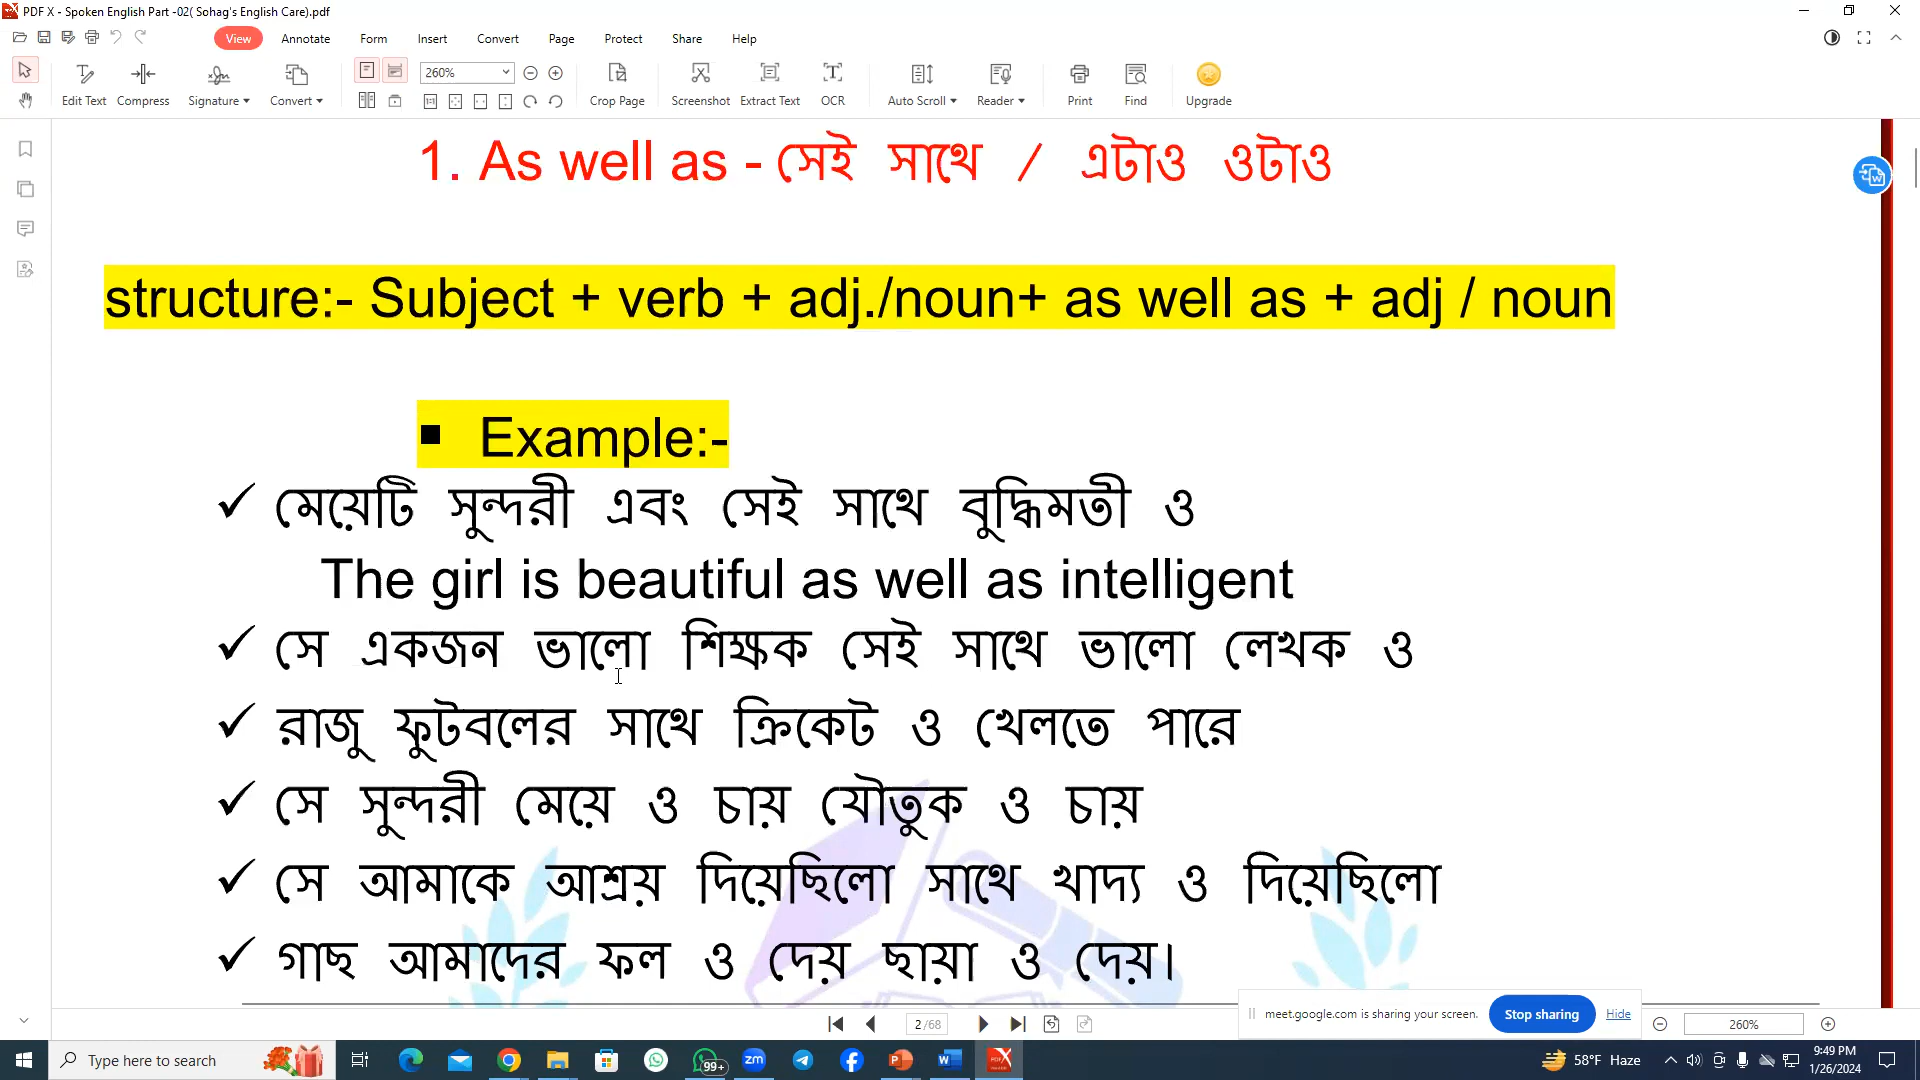 PDF X - Spoken English Part -02( Sohag's English Care).pdf
View Annotate Form Insert Convert Page Protect Share Help
260%
Edit Text Compress Signature Convert Crop Page Screenshot Extract Text OCR Auto Scroll Reader Print Find Upgrade
1. As well as - সেই সাথে / এটাও ওটাও
structure:- Subject + verb + adj./noun+ as well as + adj / noun
Example:-
মেয়েটি সুন্দরী এবং সেই সাথে বুদ্ধিমতী ও
The girl is beautiful as well as intelligent
সে একজন ভালো শিক্ষক সেই সাথে ভালো লেখক ও
রাজু ফুটবলের সাথে ক্রিকেট ও খেলতে পারে
সে সুন্দরী মেয়ে ও চায় যৌতুক ও চায়
সে আমাকে আশ্রয় দিয়েছিলো সাথে খাদ্য ও দিয়েছিলো
গাছ আমাদের ফল ও দেয় ছায়া ও দেয়।
2/68
meet.google.com is sharing your screen. Stop sharing Hide
260%
Type here to search
99+
zm
58°F Haze
9:49 PM
1/26/2024